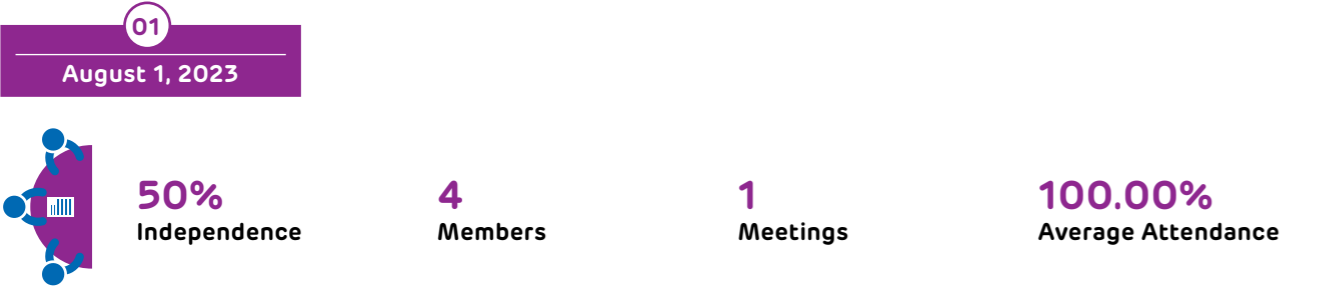 01
August 1, 2023
50%
Independence
4
Members
1
Meetings
100.00%
Average Attendance